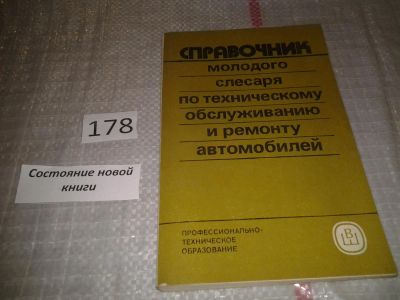 СПРАВОЧНИК
молодого
слесаря
по техническому
обслуживанию
и ремонту
автомобилей
178
Состояние новой
книги
ПРОФЕССИОНАЛЬНО-
ТЕХНИЧЕСКОЕ
ОБРАЗОВАНИЕ